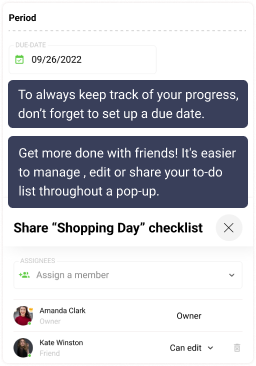 Period
DUE DATE
09/26/2022
To always keep track of your progress,
don't forget to set up a due date.
Get more done with friends! It's easier
to manage , edit or share your to-do
list throughout a pop-up.
Share “Shopping Day” checklist
ASSIGNEES
Assign a member
Amanda Clark
Owner
Owner
Kate Winston
Friend
Can edit